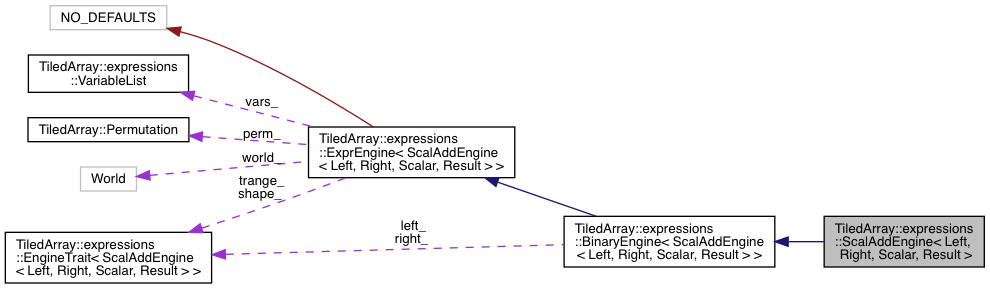 NO_DEFAULTS
TiledArray::expressions
::VariableList
vars_
TiledArray::Permutation
perm_
TiledArray::expressions
::ExprEngine< ScalAddEngine
< Left, Right, Scalar, Result > >
world_
World
trange_
shape_
left_
right_
TiledArray::expressions
::EngineTrait< ScalAddEngine
< Left, Right, Scalar, Result > >
TiledArray::expressions
::BinaryEngine< ScalAddEngine
< Left, Right, Scalar, Result > >
TiledArray::expressions
::ScalAddEngine< Left,
Right, Scalar, Result >